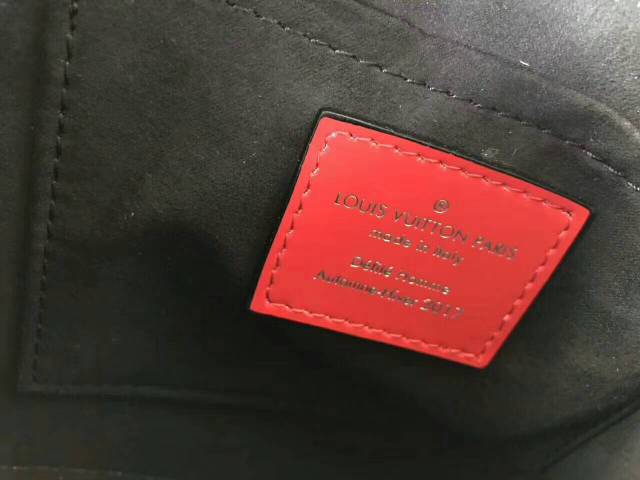 ®
LOUIS VUITTON PARIS
made in Italy
Défilé Homme
Automne-Hiver 2017